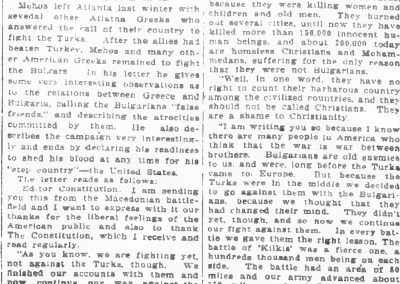 Mehos left Atlanta last winter with
several other Atlatna Greeks who
answered the call of their country to
fight the Turks. After the allies had
beaten Turkey, Mehos and many oth-
er American Greeks remained to fight
the Bulgars. In his letter he gives
some very interesting observations as
to the relations between Greece and
Bulgaria, calling the Bulgarians "false
friends," and describing the atrocities
committed by them. He also de-
scribes the campaign very interesting-
ly and ends by declaring his readiness
to shed his blood at any time for his
"step country"—the United States.
The letter reads as follows:
Editor Constitution. I am sending
you this from the Macedonian battle-
field and I want to express with it our
thanks for the liberal feelings of the
American public and also to thank
The Constitution, which I receive and
read regularly.
"As you know, we are fighting yet,
not against the Turks, though. We
finished our accounts with them and
now continue our war against the
because they were killing women and
children and old men. They burned
out several cities, until now they have
killed more than 150,000 innocent hu-
man beings, and about 200,000 today
are homeless Christians and Moham-
medans, suffering for the only reason
that they were not Bulgarians.
"Well, in one word, they have no
right to count their barbarous country
among the civilized countries, and they
should not be called Christians. They
are a shame to Christianity.
"I am writing you so because I know
there are many people in America who
think that the war is war between
brothers. Bulgarians are old enemies
to us, and were, long before the Turks
came to Europe. But because the
Turks were in the middle we decided
to go against them with the Bulgari-
ans, because we thought that they
had changed their mind. They didn't
yet, though, and so now we continue
our fight against them. In every bat-
tle we gave them the right lesson. The
battle of 'Kilkis' was a fierce one, a
hundreds thousand men being on each
side. The battle had an area of 80
miles and our army advanced about